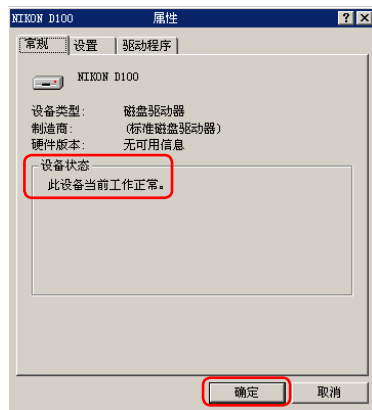 NIKON D100 属性
常规 设置 驱动程序
NIKON D100
设备类型: 磁盘驱动器
制造商: (标准磁盘驱动器)
硬件版本: 无可用信息
设备状态
此设备当前工作正常。
确定 取消